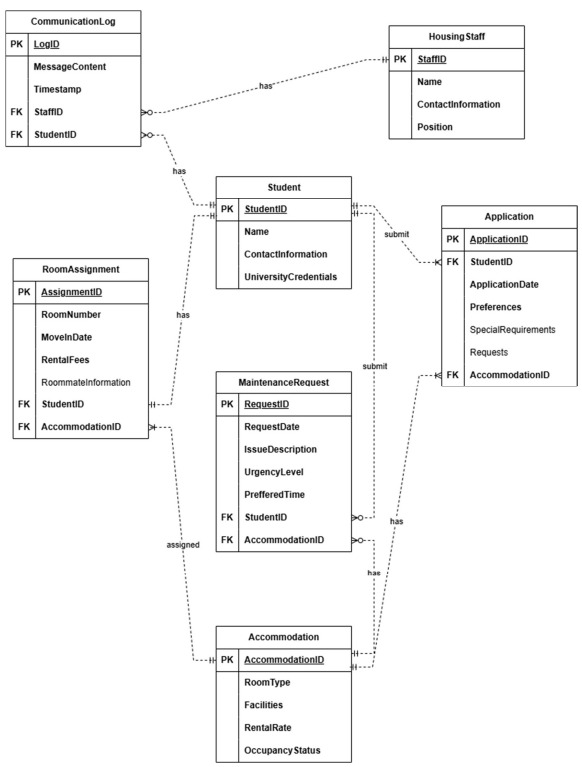 CommunicationLog
PK LogID
MessageContent
Timestamp
FK StaffID
FK StudentID
HousingStaff
PK StaffID
Name
ContactInformation
Position
has
has
Student
PK StudentID
Name
ContactInformation
UniversityCredentials
submit
Application
PK ApplicationID
FK StudentID
ApplicationDate
Preferences
SpecialRequirements
Requests
FK AccommodationID
RoomAssignment
PK AssignmentID
RoomNumber
MoveInDate
RentalFees
RoommateInformation
FK StudentID
FK AccommodationID
has
submit
MaintenanceRequest
PK RequestID
RequestDate
IssueDescription
UrgencyLevel
PrefferedTime
FK StudentID
FK AccommodationID
has
assigned
has
Accommodation
PK AccommodationID
RoomType
Facilities
RentalRate
OccupancyStatus